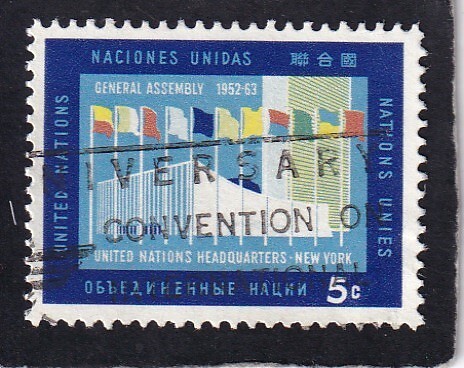 NACIONES UNIDAS 聯合國
UNITED NATIONS
NATIONS UNIES
GENERAL ASSEMBLY 1952-63
IVERSARY
CONVENTION ON
UNITED NATIONS HEADQUARTERS · NEW YORK
ОБЪЕДИНЕННЫЕ НАЦИИ 5c